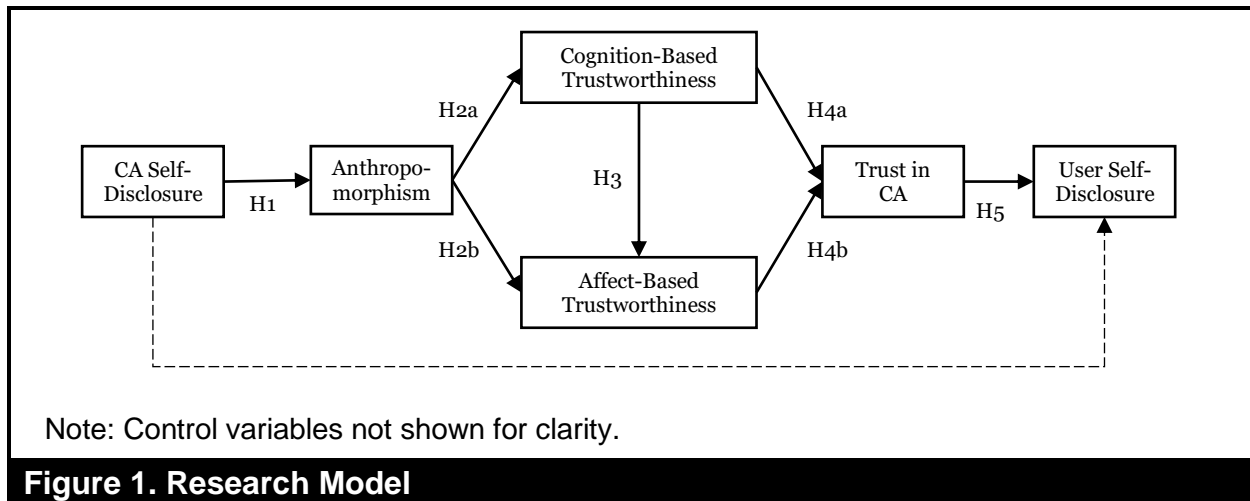 Cognition-Based
Trustworthiness
H2a
H4a
CA Self-
Disclosure
H1
Anthropo-
morphism
H3
Trust in
CA
H5
User Self-
Disclosure
H2b
H4b
Affect-Based
Trustworthiness
Note: Control variables not shown for clarity.
Figure 1. Research Model